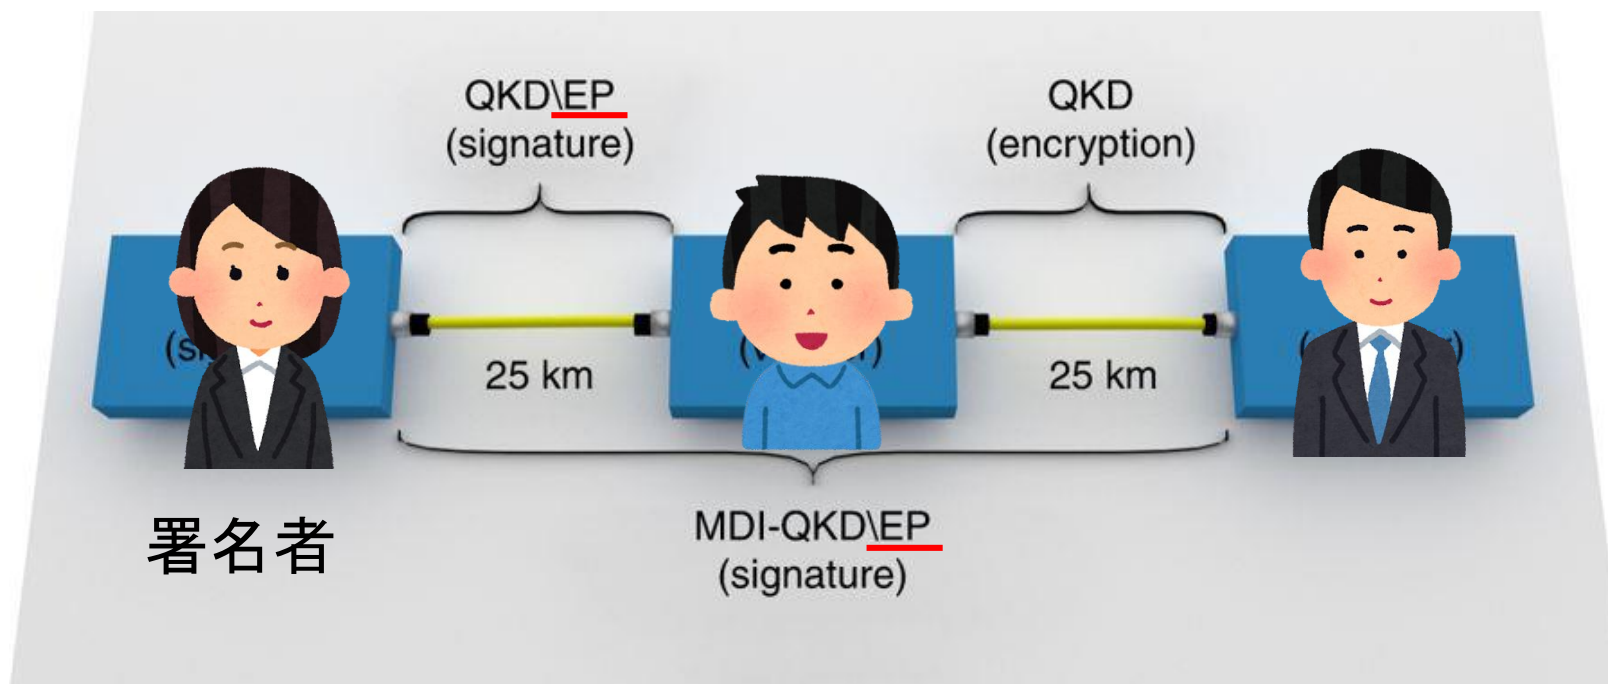 QKD\EP
(signature)
QKD
(encryption)
25 km
25 km
署名者
MDI-QKD\EP
(signature)